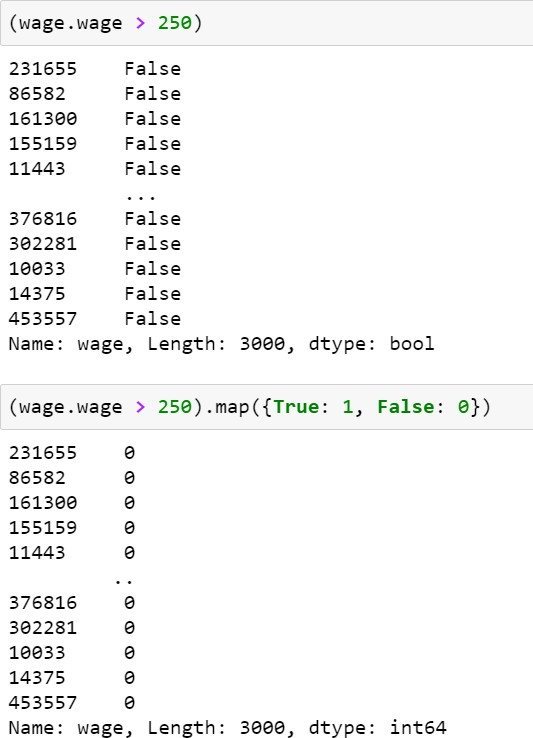 (wage.wage > 250)
231655    False
86582     False
161300    False
155159    False
11443     False
          ...
376816    False
302281    False
10033     False
14375     False
453557    False
Name: wage, Length: 3000, dtype: bool
(wage.wage > 250).map({True: 1, False: 0})
231655    0
86582     0
161300    0
155159    0
11443     0
         ..
376816    0
302281    0
10033     0
14375     0
453557    0
Name: wage, Length: 3000, dtype: int64